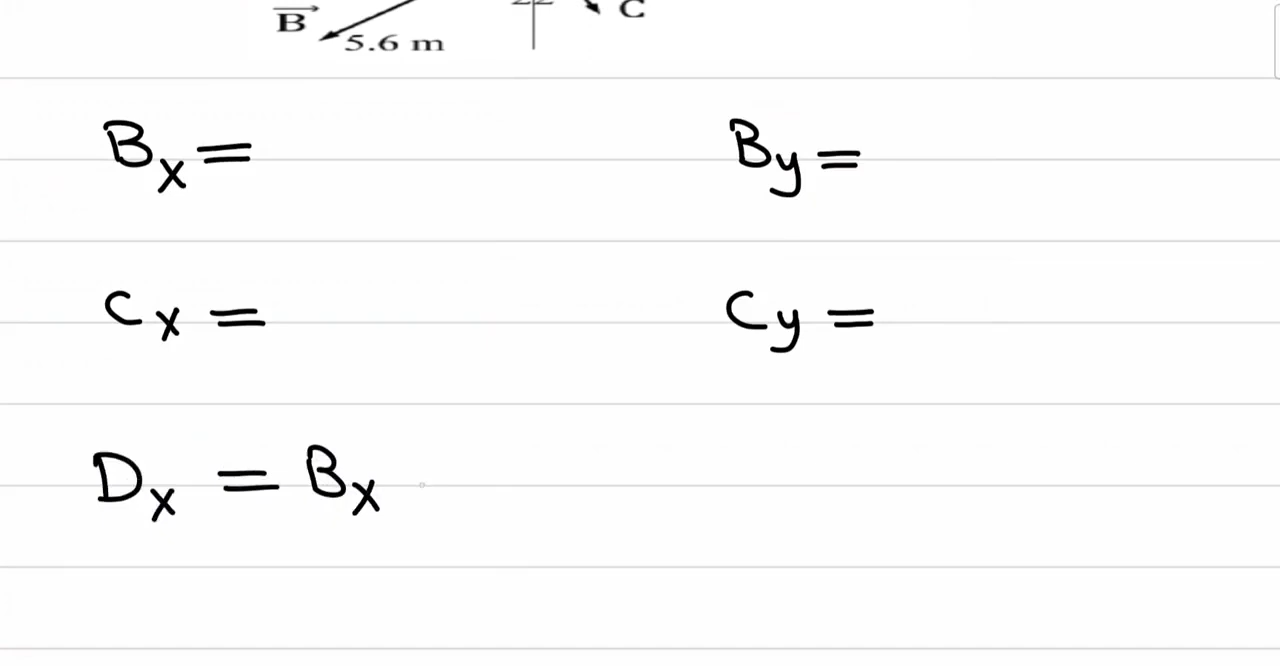 B 5.6 m C
Bx = By =
Cx = Cy =
Dx = Bx